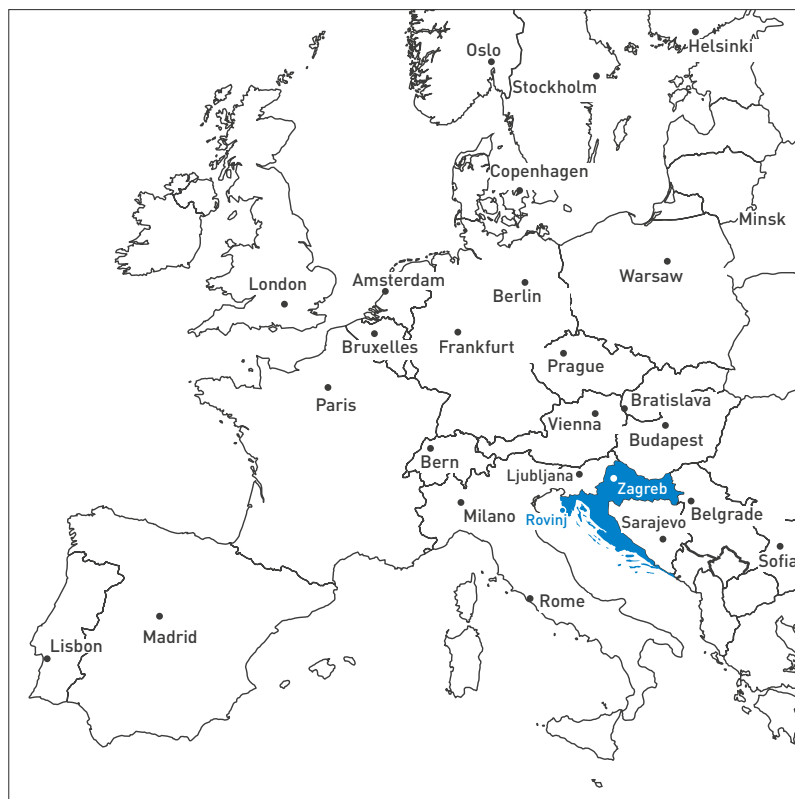 Helsinki
Oslo
Stockholm
Copenhagen
Minsk
Warsaw
London
Amsterdam
Berlin
Bruxelles
Frankfurt
Prague
Paris
Bratislava
Vienna
Budapest
Bern
Ljubljana
Zagreb
Milano
Rovinj
Sarajevo
Belgrade
Sofia
Rome
Madrid
Lisbon